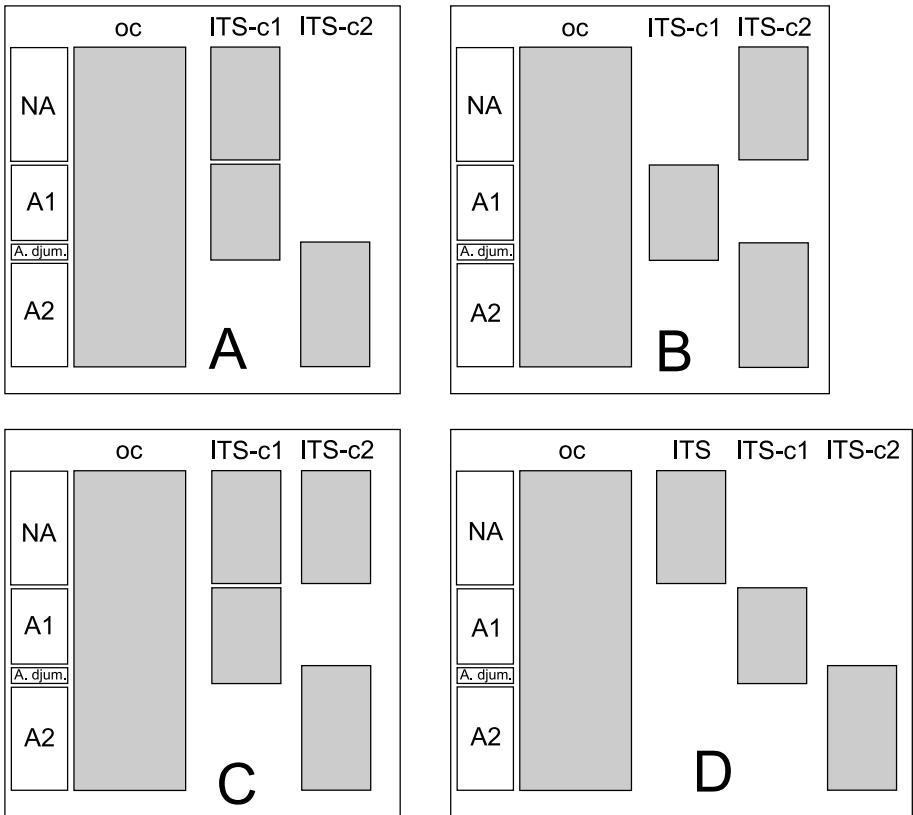 oc ITS-c1 ITS-c2
NA
A1
A. djum.
A2
A
oc ITS-c1 ITS-c2
NA
A1
A. djum.
A2
B
oc ITS-c1 ITS-c2
NA
A1
A. djum.
A2
C
oc ITS ITS-c1 ITS-c2
NA
A1
A. djum.
A2
D